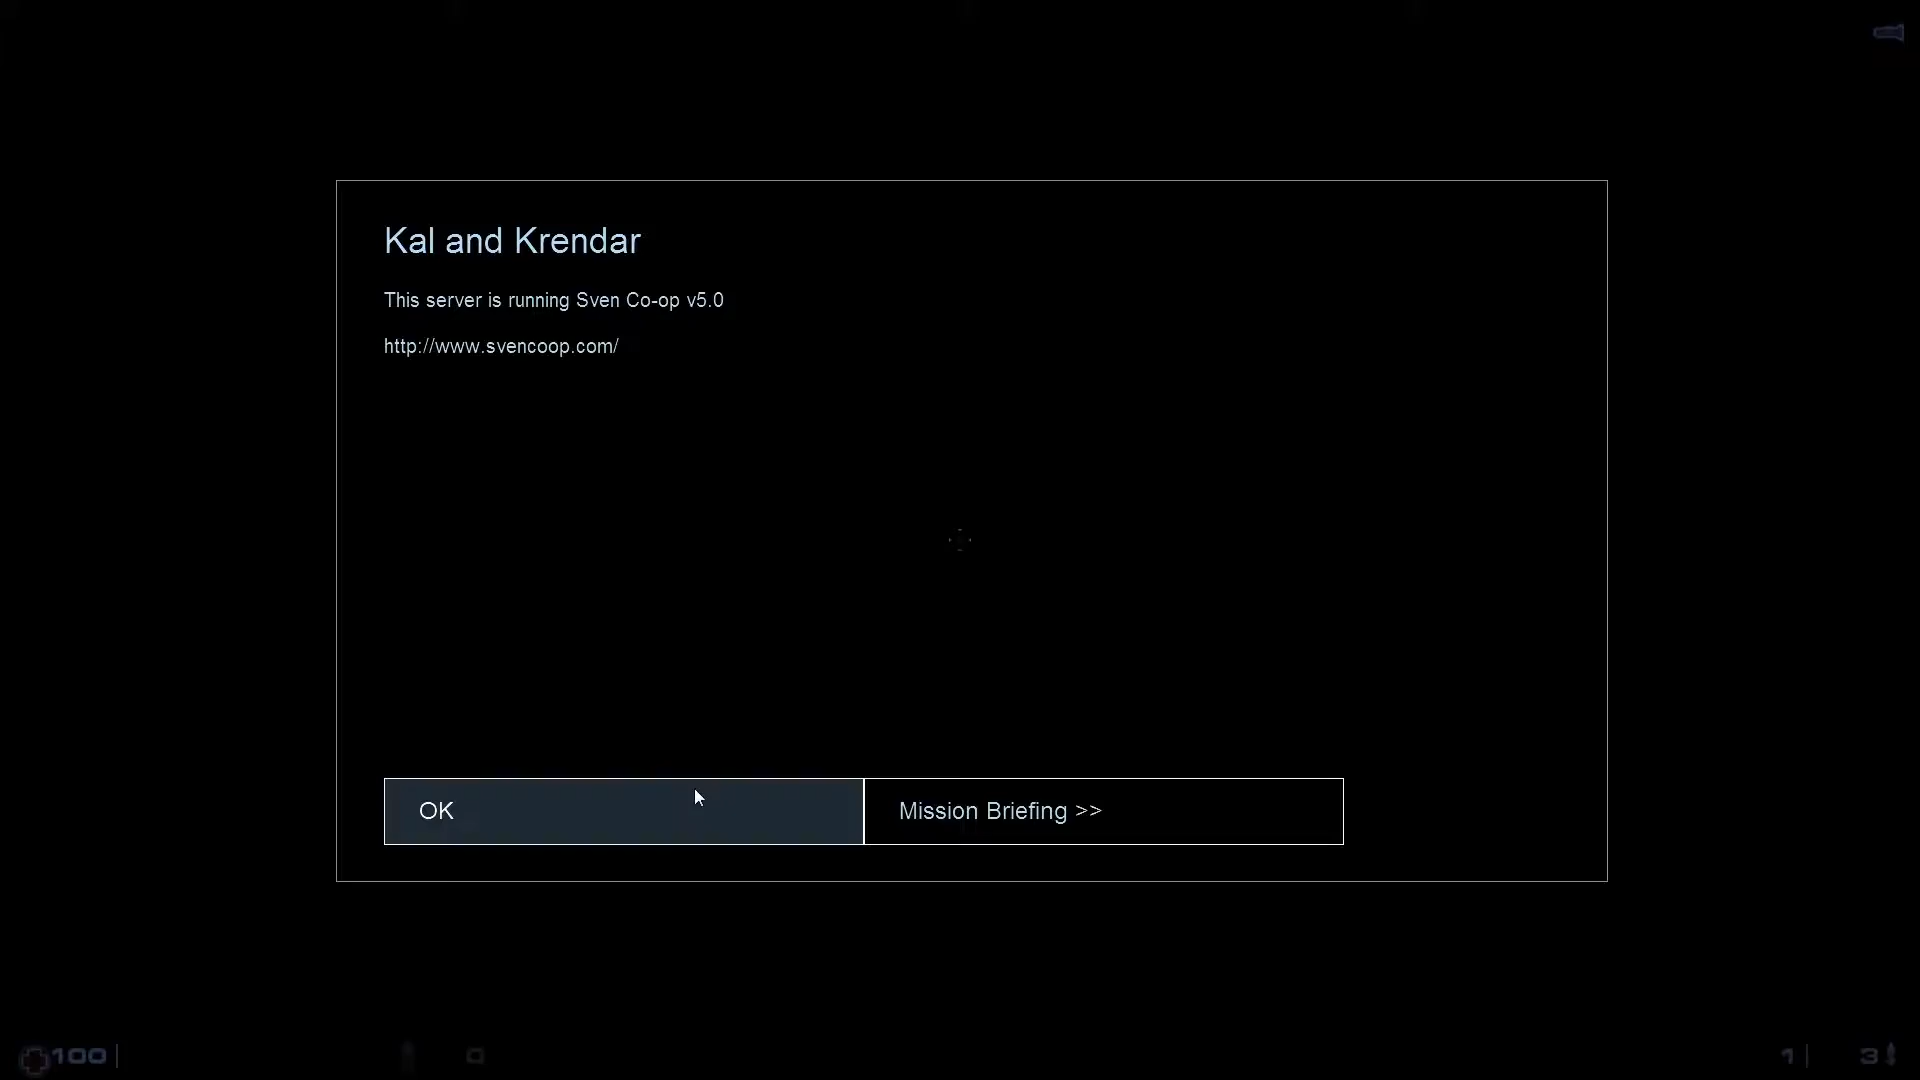 Kal and Krendar
This server is running Sven Co-op v5.0
http://www.svencoop.com/
OK
Mission Briefing >>
100
1
3